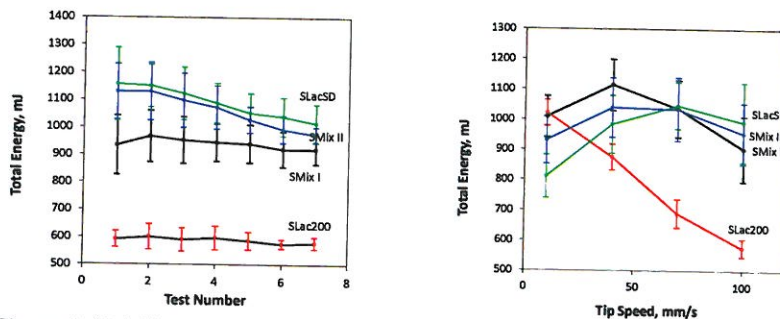 1400
1300
1200
1100
1000
900
800
700
600
500
Total Energy, mJ
SLacSD
SMix II
SMix I
SLac200
0
2
4
6
8
Test Number
1300
1200
1100
1000
900
800
700
600
500
400
Total Energy, mJ
SLacS
SMix I
SMix
SLac200
0
50
100
Tip Speed, mm/s